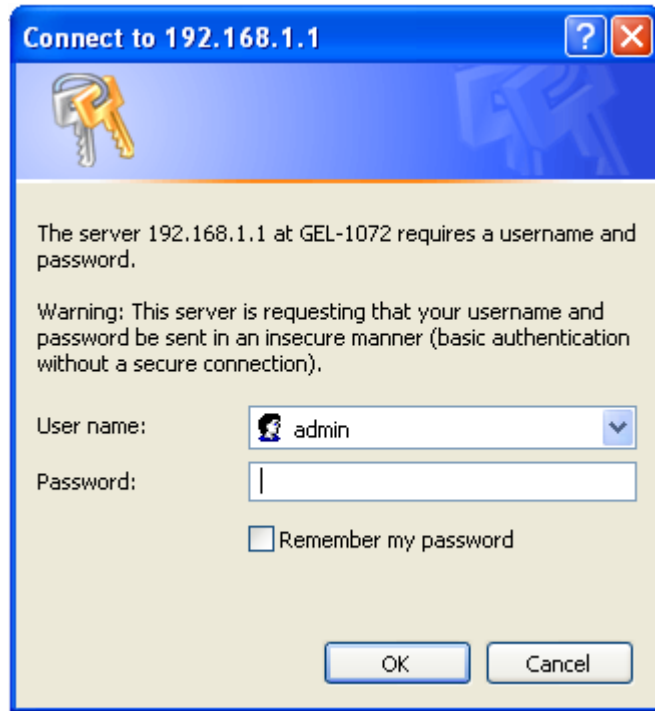 Connect to 192.168.1.1
The server 192.168.1.1 at GEL-1072 requires a username and
password.
Warning: This server is requesting that your username and
password be sent in an insecure manner (basic authentication
without a secure connection).
User name:
admin
Password:
Remember my password
OK
Cancel